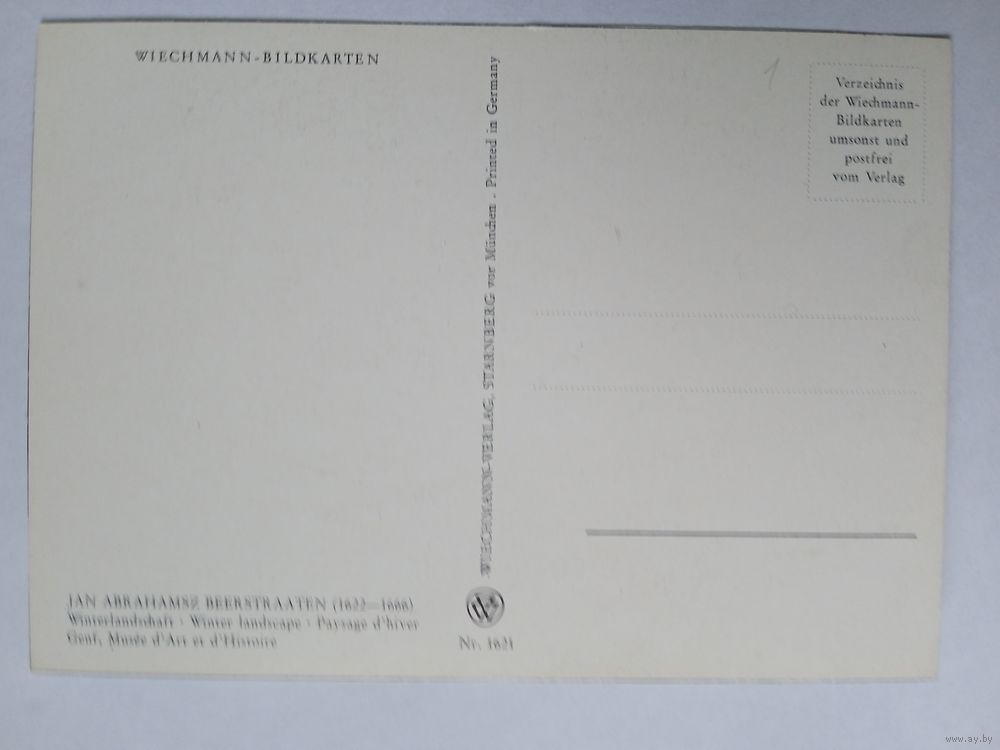 WIECHMANN-BILDKARTEN
1
Verzeichnis
der Wiechmann-
Bildkarten
umsonst und
postfrei
vom Verlag
WIECHMANN-VERLAG, STARNBERG vor München . Printed in Germany
JAN ABRAHAMSZ BEERSTRAATEN (1622—1666)
Winterlandschaft · Winter landscape · Paysage d'hiver
Genf, Musée d'Art et d'Histoire
W
Nr. 1621
www.ay.by